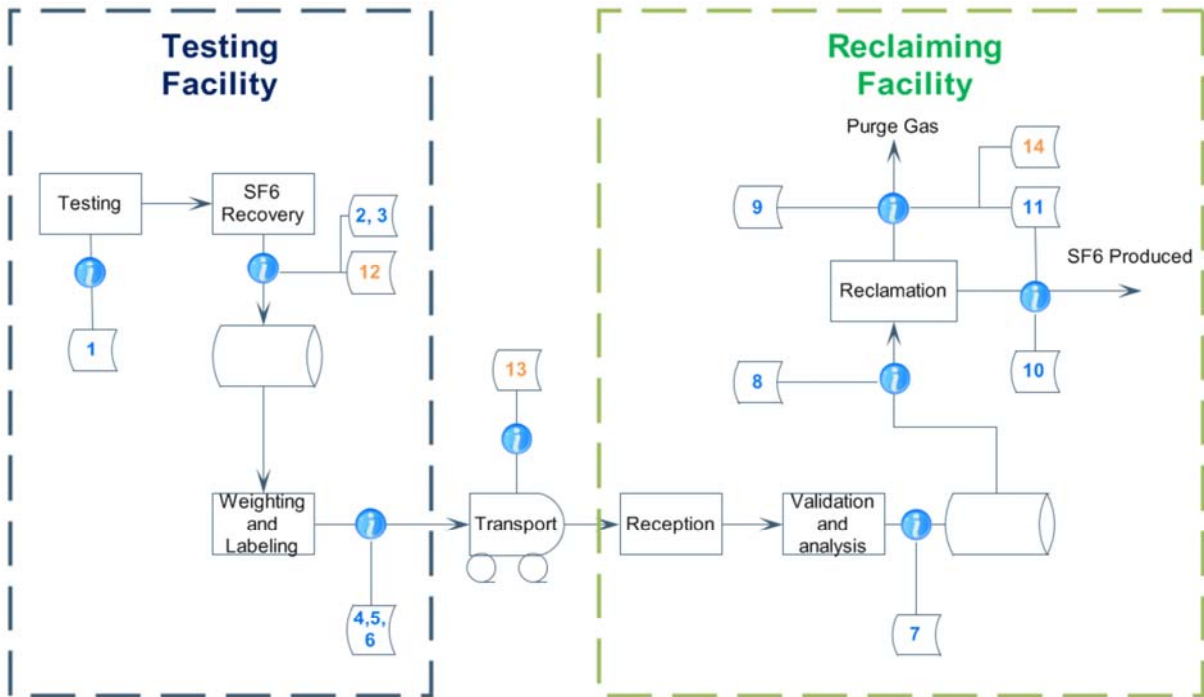 Testing
Facility
Testing
SF6
Recovery
2, 3
12
1
Weighting
and
Labeling
4,5,
6
13
Transport
Reclaiming
Facility
Purge Gas
14
9
11
SF6 Produced
Reclamation
8
10
Reception
Validation
and
analysis
7
i
i
i
i
i
i
i
i